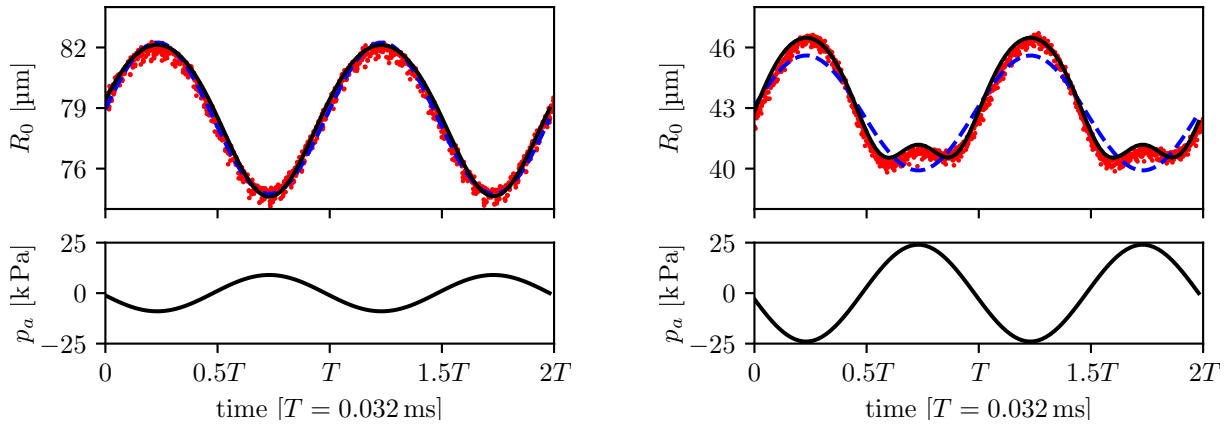 82
79
76
R₀ [µm]
25
0
−25
pₐ [kPa]
0 0.5T T 1.5T 2T
time [T = 0.032 ms]
46
43
40
R₀ [µm]
25
0
−25
pₐ [kPa]
0 0.5T T 1.5T 2T
time [T = 0.032 ms]